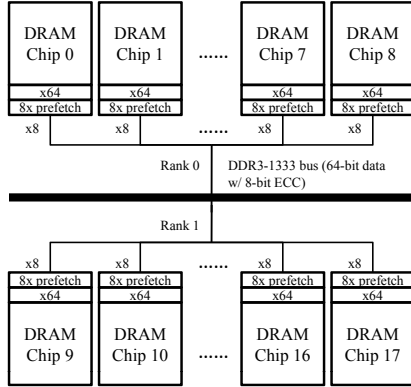 DRAM Chip 0 DRAM Chip 1 ...... DRAM Chip 7 DRAM Chip 8
x64 x64 x64 x64
8x prefetch 8x prefetch 8x prefetch 8x prefetch
x8 x8 ...... x8 x8
Rank 0 DDR3-1333 bus (64-bit data
w/ 8-bit ECC)
Rank 1
x8 x8 ...... x8 x8
8x prefetch 8x prefetch 8x prefetch 8x prefetch
x64 x64 x64 x64
DRAM Chip 9 DRAM Chip 10 ...... DRAM Chip 16 DRAM Chip 17